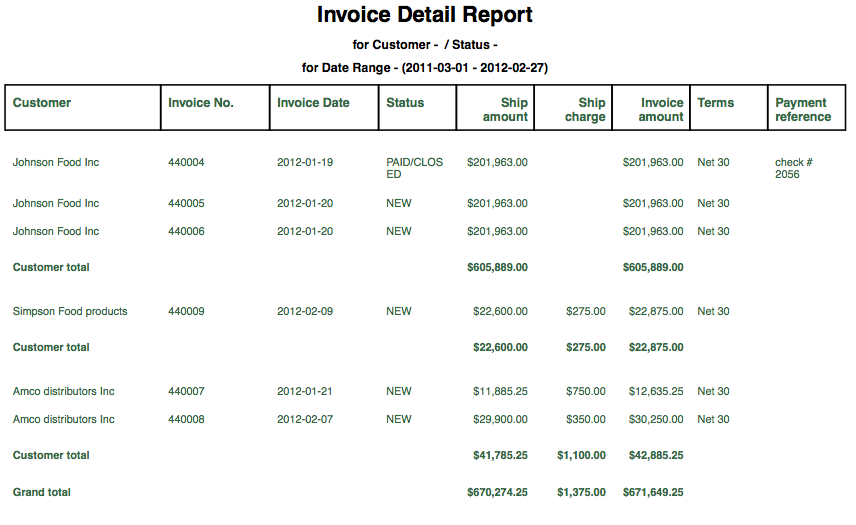 Invoice Detail Report
for Customer - / Status -
for Date Range - (2011-03-01 - 2012-02-27)
Customer Invoice No. Invoice Date Status Ship amount Ship charge Invoice amount Terms Payment reference
Johnson Food Inc 440004 2012-01-19 PAID/CLOS $201,963.00 $201,963.00 Net 30 check #
ED 2056
Johnson Food Inc 440005 2012-01-20 NEW $201,963.00 $201,963.00 Net 30
Johnson Food Inc 440006 2012-01-20 NEW $201,963.00 $201,963.00 Net 30
Customer total $605,889.00 $605,889.00
Simpson Food products 440009 2012-02-09 NEW $22,600.00 $275.00 $22,875.00 Net 30
Customer total $22,600.00 $275.00 $22,875.00
Amco distributors Inc 440007 2012-01-21 NEW $11,885.25 $750.00 $12,635.25 Net 30
Amco distributors Inc 440008 2012-02-07 NEW $29,900.00 $350.00 $30,250.00 Net 30
Customer total $41,785.25 $1,100.00 $42,885.25
Grand total $670,274.25 $1,375.00 $671,649.25